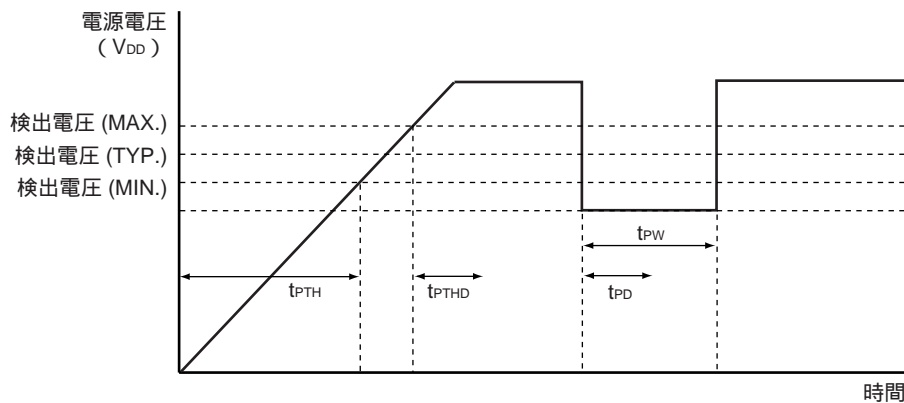 電源電圧
（VDD）
検出電圧 (MAX.)
検出電圧 (TYP.)
検出電圧 (MIN.)
tPW
tPTH
tPTHD
tPD
時間